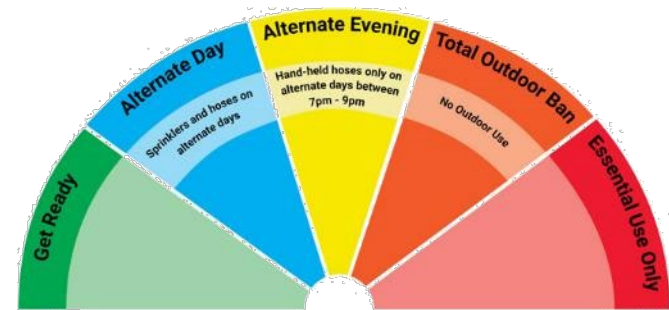 Get Ready
Alternate Day
Sprinklers and hoses on
alternate days
Alternate Evening
Hand-held hoses only on
alternate days between
7pm - 9pm
Total Outdoor Ban
No Outdoor Use
Essential Use Only